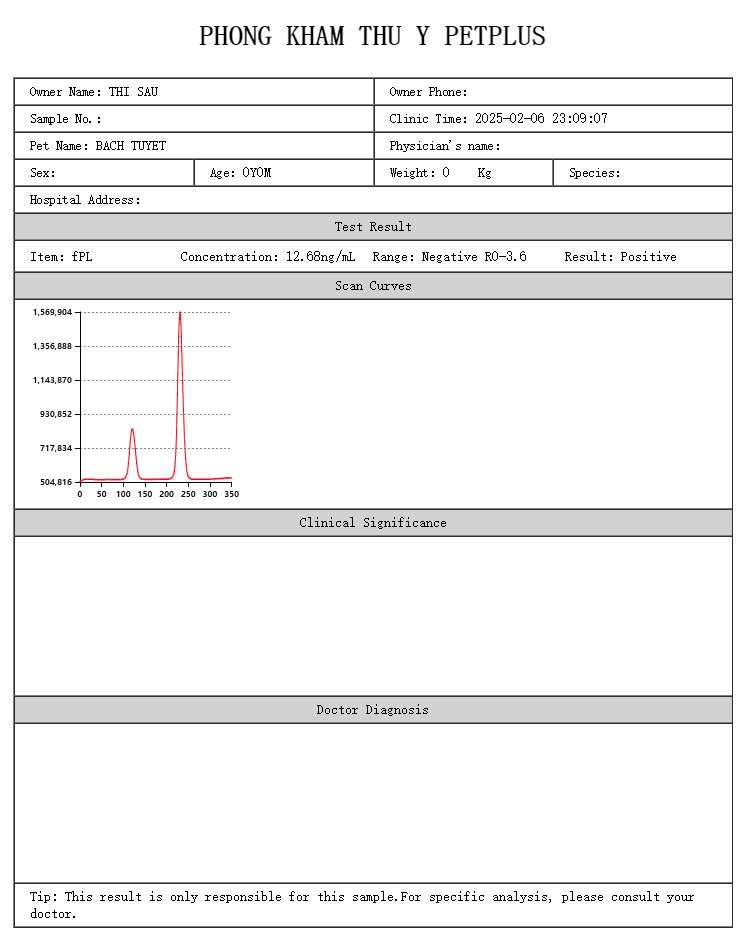 PHONG KHAM THU Y PETPLUS
Owner Name: THI SAU
Owner Phone:
Sample No.:
Clinic Time: 2025-02-06 23:09:07
Pet Name: BACH TUYET
Physician's name:
Sex:
Age: 0Y0M
Weight: 0 Kg
Species:
Hospital Address:
Test Result
Item: fPL Concentration: 12.68ng/mL Range: Negative R0-3.6 Result: Positive
Scan Curves
1,569,904
1,356,888
1,143,870
930,852
717,834
504,816
0 50 100 150 200 250 300 350
Clinical Significance
Doctor Diagnosis
Tip: This result is only responsible for this sample.For specific analysis, please consult your
doctor.